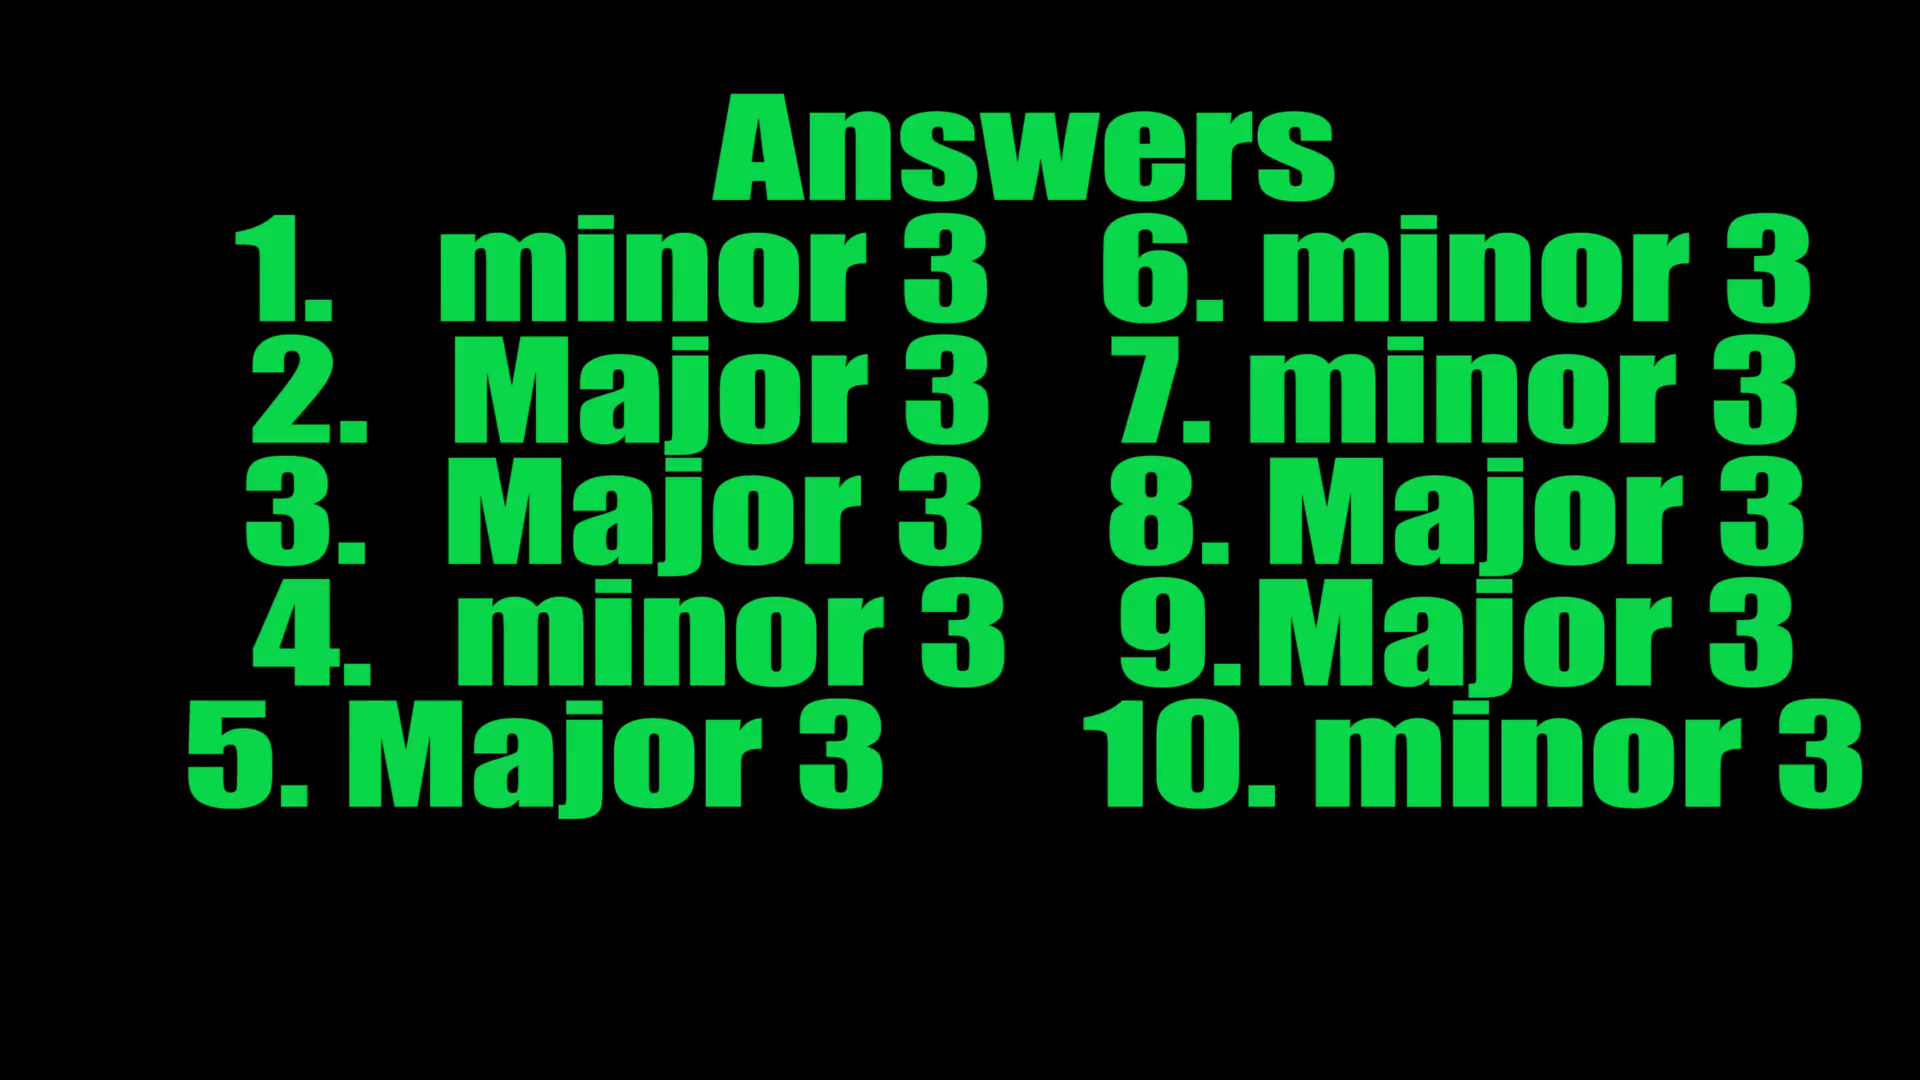 Answers
1. minor 3 6. minor 3
2. Major 3 7. minor 3
3. Major 3 8. Major 3
4. minor 3 9.Major 3
5. Major 3 10. minor 3